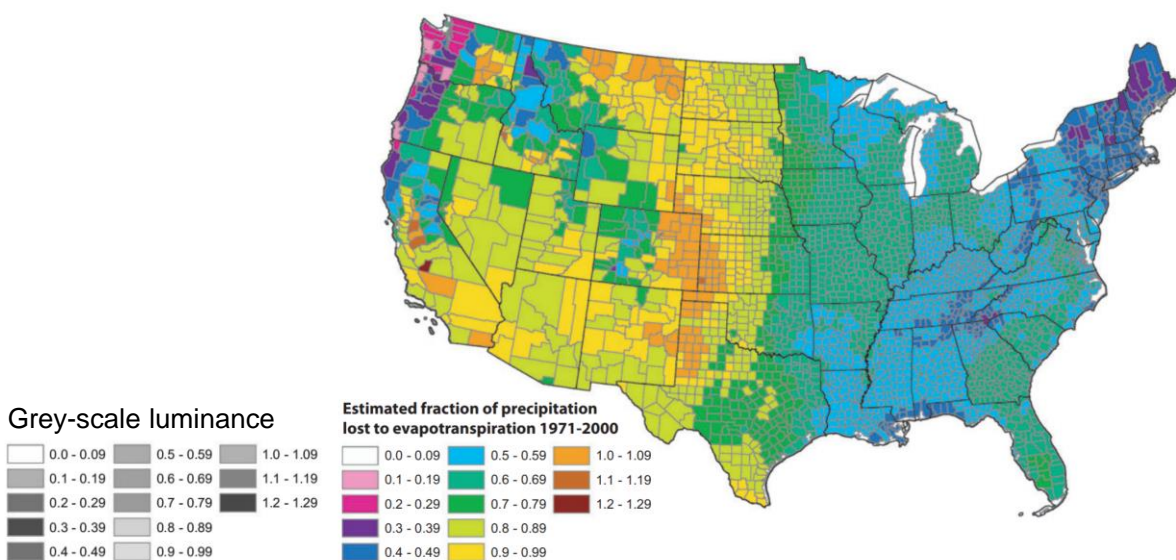 Grey-scale luminance
0.0 - 0.09
0.1 - 0.19
0.2 - 0.29
0.3 - 0.39
0.4 - 0.49
0.5 - 0.59
0.6 - 0.69
0.7 - 0.79
0.8 - 0.89
0.9 - 0.99
1.0 - 1.09
1.1 - 1.19
1.2 - 1.29
Estimated fraction of precipitation
lost to evapotranspiration 1971-2000
0.0 - 0.09
0.1 - 0.19
0.2 - 0.29
0.3 - 0.39
0.4 - 0.49
0.5 - 0.59
0.6 - 0.69
0.7 - 0.79
0.8 - 0.89
0.9 - 0.99
1.0 - 1.09
1.1 - 1.19
1.2 - 1.29